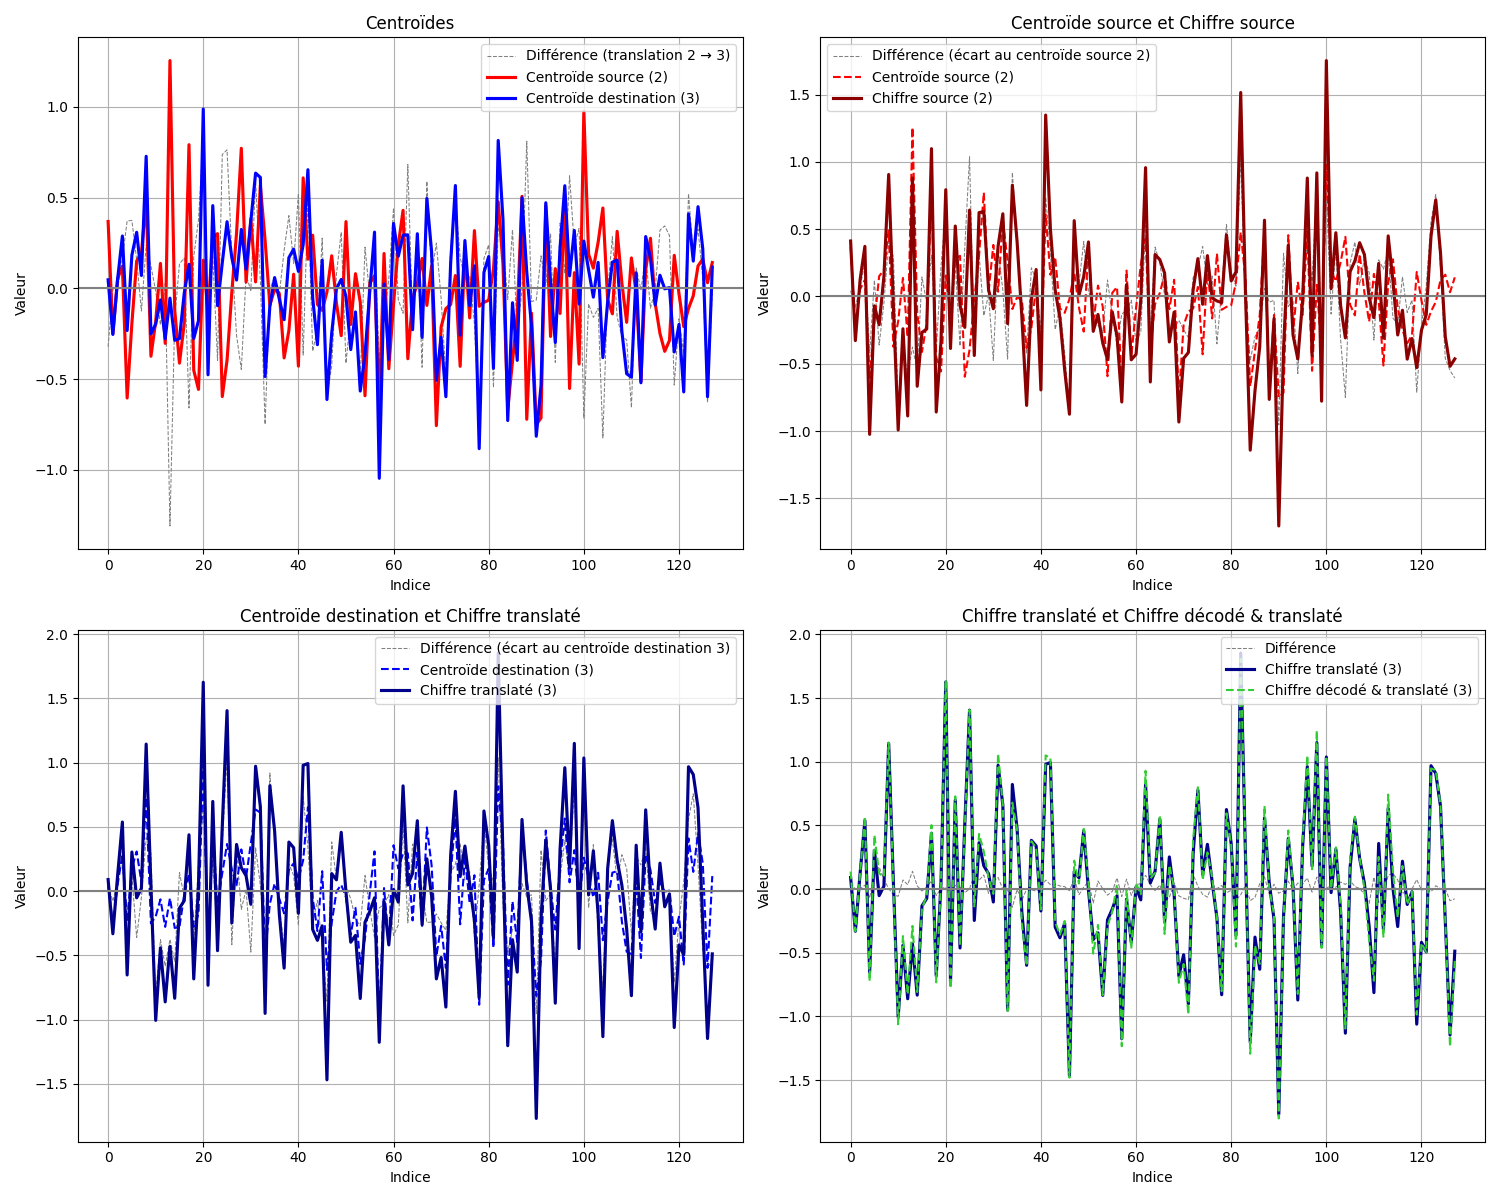 Centroïdes
Différence (translation 2 → 3)
Centroïde source (2)
Centroïde destination (3)
Valeur
1.0
0.5
0.0
−0.5
−1.0
0 20 40 60 80 100 120
Indice
Centroïde source et Chiffre source
Différence (écart au centroïde source 2)
Centroïde source (2)
Chiffre source (2)
Valeur
1.5
1.0
0.5
0.0
−0.5
−1.0
−1.5
0 20 40 60 80 100 120
Indice
Centroïde destination et Chiffre translaté
Différence (écart au centroïde destination 3)
Centroïde destination (3)
Chiffre translaté (3)
Valeur
2.0
1.5
1.0
0.5
0.0
−0.5
−1.0
−1.5
0 20 40 60 80 100 120
Indice
Chiffre translaté et Chiffre décodé & translaté
Différence
Chiffre translaté (3)
Chiffre décodé & translaté (3)
Valeur
2.0
1.5
1.0
0.5
0.0
−0.5
−1.0
−1.5
0 20 40 60 80 100 120
Indice